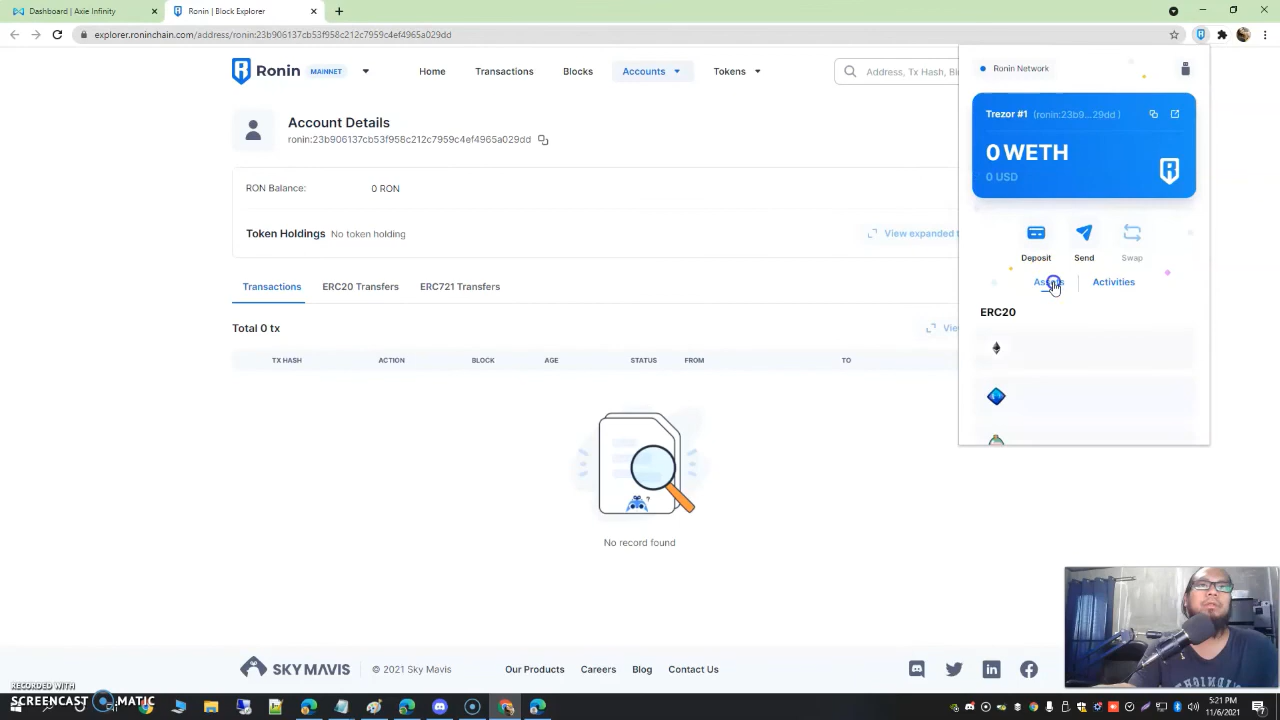 Dashboard | Axie Infinity
Ronin | Block Explorer
explorer.roninchain.com/address/ronin:23b906137cb53f958c212c7959c4ef4965a029dd
Ronin MAINNET
Home
Transactions
Blocks
Accounts
Tokens
Address, Tx Hash, Bl
Account Details
ronin:23b906137cb53f958c212c7959c4ef4965a029dd
RON Balance: 0 RON
Token Holdings No token holding
View expanded t
Transactions
ERC20 Transfers
ERC721 Transfers
Total 0 tx
Vie
TX HASH ACTION BLOCK AGE STATUS FROM TO
No record found
Ronin Network
Trezor #1 (ronin:23b9...29dd )
0 WETH
0 USD
Deposit
Send
Swap
Assets
Activities
ERC20
SKY MAVIS © 2021 Sky Mavis
Our Products
Careers
Blog
Contact Us
RECORDED WITH
SCREENCAST MATIC
5:21 PM
11/6/2021